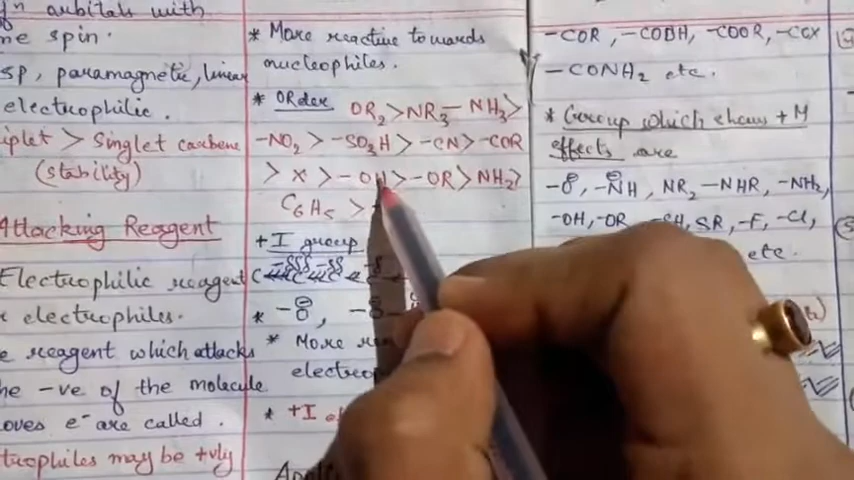 in orbitals with
me spin.
sp, paramagnetic, linear
electrophilic.
iplet > Singlet carbene
(stability)
Attacking Reagent
Electrophilic reagent
electrophiles.
e reagent which attacks
he -ve of the molecule
oves e⁻ are called.
trophiles may be +vly
* More reactive towards
nucleophiles.
* ORder OR₂ > NR₃ - NH₃ >
-NO₂ > -SO₃H > -CN > -COR
> X > -OH > -OR > NH₂ >
C₆H₅ >
+I group
* More
electro
* +I
-COR, -COOH, -COOR, -COX
-CONH₂ etc.
* Group which shows +M
effects are
-NH, NR₂ -NHR, -NH₂,
-OH, -OR -SH, SR, -F, -Cl,
etc.